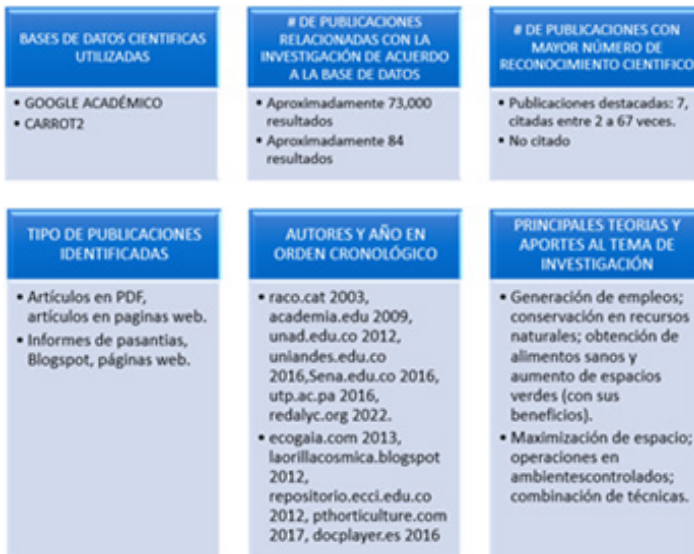 BASES DE DATOS CIENTIFICAS
UTILIZADAS
• GOOGLE ACADÉMICO
• CARROT2
# DE PUBLICACIONES
RELACIONADAS CON LA
INVESTIGACIÓN DE ACUERDO
A LA BASE DE DATOS
• Aproximadamente 73,000
resultados
• Aproximadamente 84
resultados
# DE PUBLICACIONES CON
MAYOR NÚMERO DE
RECONOCIMIENTO CIENTIFICO
• Publicaciones destacadas: 7,
citadas entre 2 a 67 veces.
• No citado
TIPO DE PUBLICACIONES
IDENTIFICADAS
• Artículos en PDF,
artículos en paginas web.
• Informes de pasantias,
Blogspot, páginas web.
AUTORES Y AÑO EN
ORDEN CRONOLÓGICO
• raco.cat 2003,
academia.edu 2009,
unad.edu.co 2012,
uniandes.edu.co
2016,Sena.edu.co 2016,
utp.ac.pa 2016,
redalyc.org 2022.
• ecogaia.com 2013,
laorillacosmica.blogspot
2012,
repositorio.ecci.edu.co
2012, pthorticulture.com
2017, docplayer.es 2016
PRINCIPALES TEORIAS Y
APORTES AL TEMA DE
INVESTIGACIÓN
• Generación de empleos;
conservación en recursos
naturales; obtención de
alimentos sanos y
aumento de espacios
verdes (con sus
beneficios).
• Maximización de espacio;
operaciones en
ambientescontrolados;
combinación de técnicas.